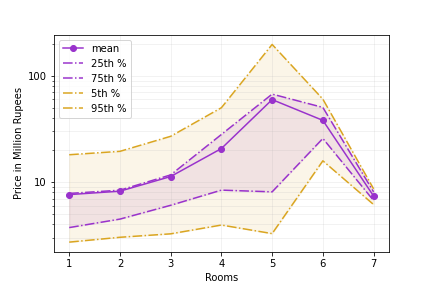 mean
25th %
75th %
5th %
95th %
100
10
Price in Million Rupees
1 2 3 4 5 6 7
Rooms